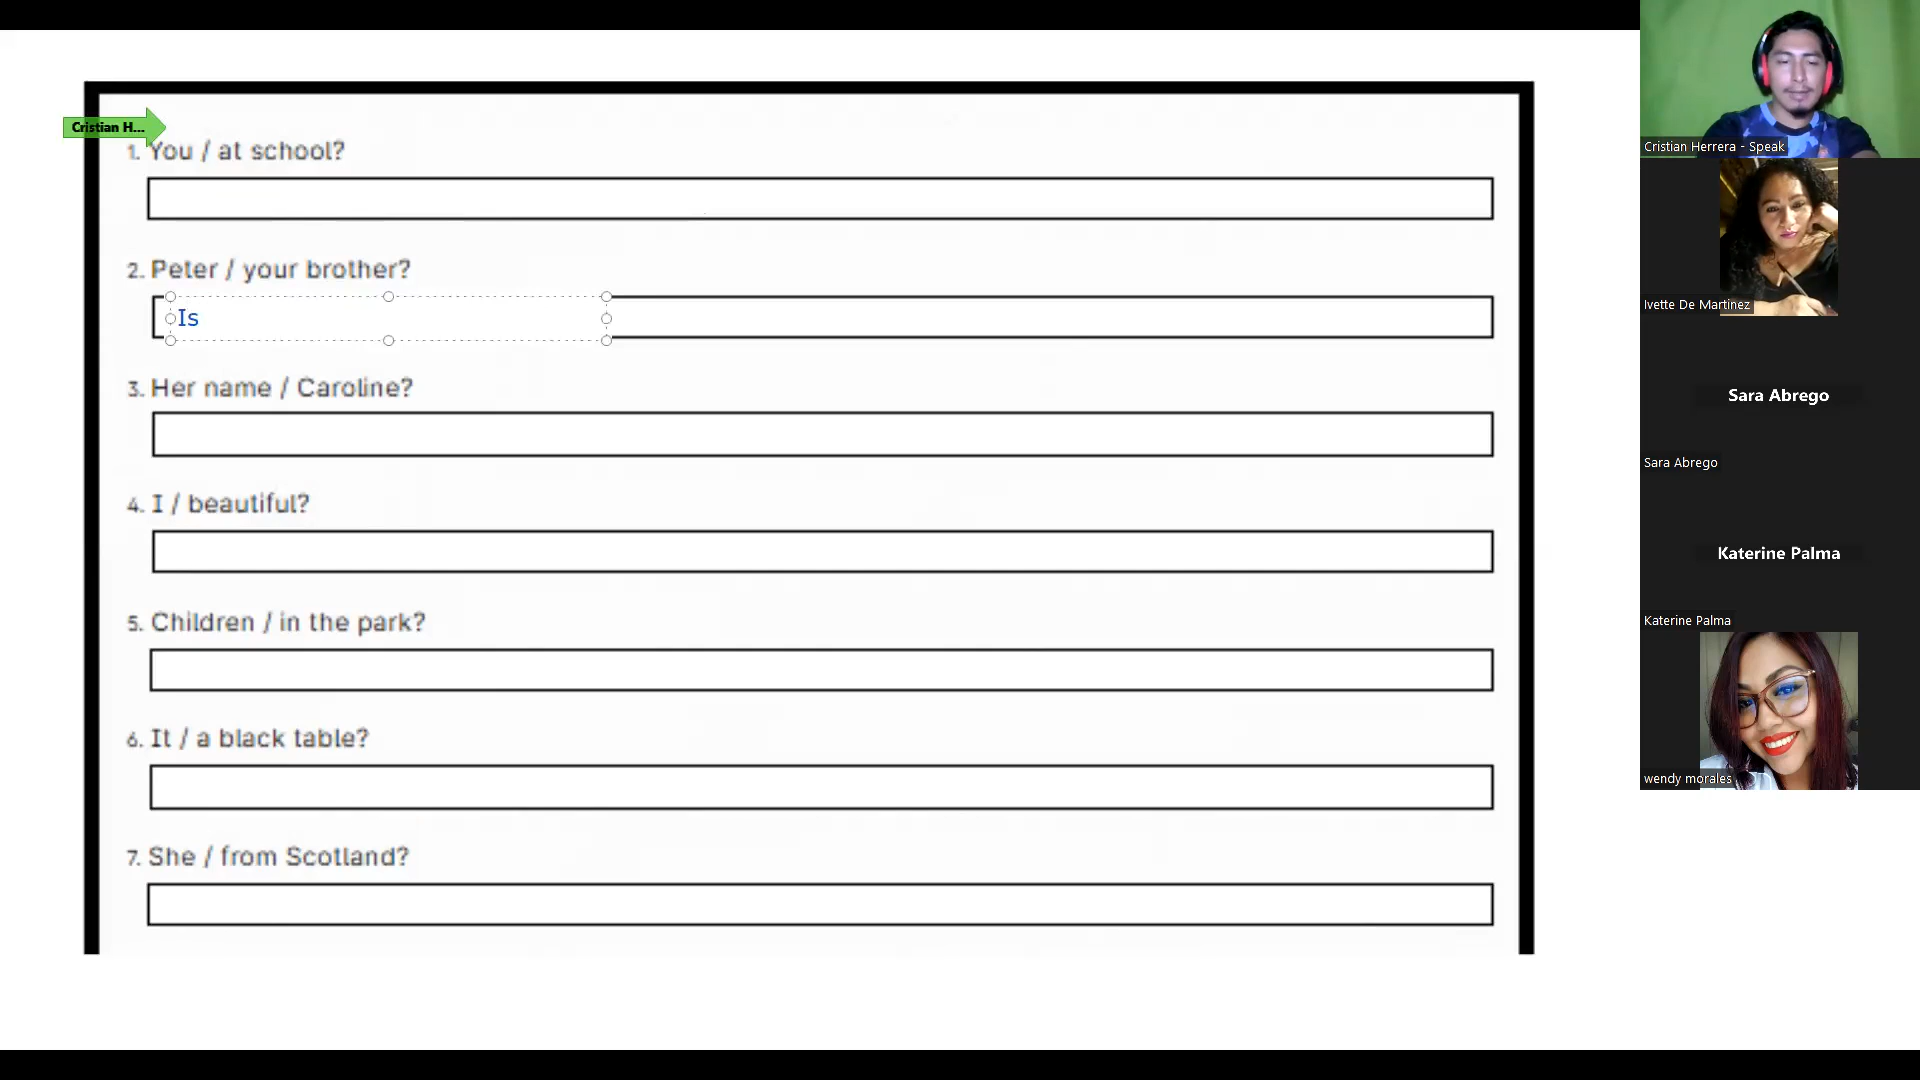 Cristian H...
1. You / at school?
2. Peter / your brother?
Is
3. Her name / Caroline?
4. I / beautiful?
5. Children / in the park?
6. It / a black table?
7. She / from Scotland?
Cristian Herrera - Speak
Ivette De Martinez
Sara Abrego
Sara Abrego
Katerine Palma
Katerine Palma
wendy morales